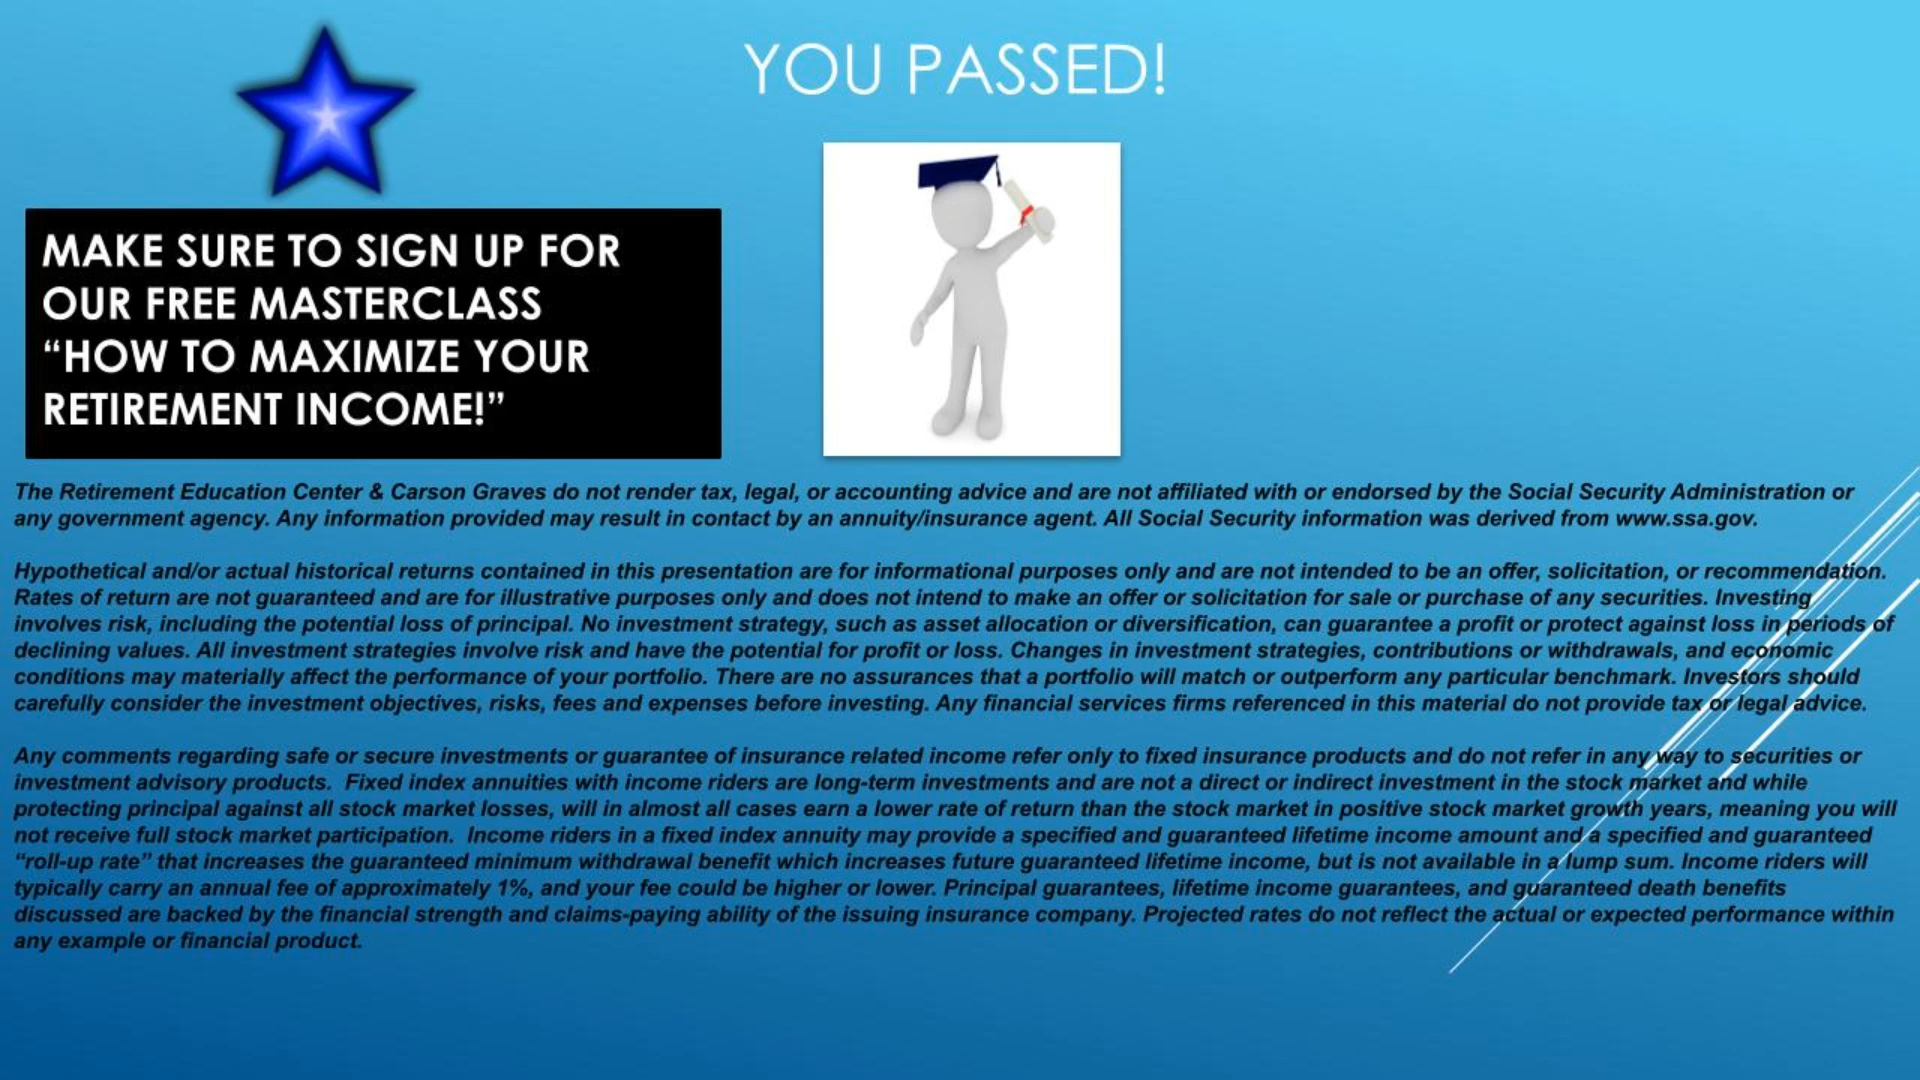 YOU PASSED!
MAKE SURE TO SIGN UP FOR
OUR FREE MASTERCLASS
“HOW TO MAXIMIZE YOUR
RETIREMENT INCOME!”
The Retirement Education Center & Carson Graves do not render tax, legal, or accounting advice and are not affiliated with or endorsed by the Social Security Administration or
any government agency. Any information provided may result in contact by an annuity/insurance agent. All Social Security information was derived from www.ssa.gov.
Hypothetical and/or actual historical returns contained in this presentation are for informational purposes only and are not intended to be an offer, solicitation, or recommendation.
Rates of return are not guaranteed and are for illustrative purposes only and does not intend to make an offer or solicitation for sale or purchase of any securities. Investing
involves risk, including the potential loss of principal. No investment strategy, such as asset allocation or diversification, can guarantee a profit or protect against loss in periods of
declining values. All investment strategies involve risk and have the potential for profit or loss. Changes in investment strategies, contributions or withdrawals, and economic
conditions may materially affect the performance of your portfolio. There are no assurances that a portfolio will match or outperform any particular benchmark. Investors should
carefully consider the investment objectives, risks, fees and expenses before investing. Any financial services firms referenced in this material do not provide tax or legal advice.
Any comments regarding safe or secure investments or guarantee of insurance related income refer only to fixed insurance products and do not refer in any way to securities or
investment advisory products.  Fixed index annuities with income riders are long-term investments and are not a direct or indirect investment in the stock market and while
protecting principal against all stock market losses, will in almost all cases earn a lower rate of return than the stock market in positive stock market growth years, meaning you will
not receive full stock market participation.  Income riders in a fixed index annuity may provide a specified and guaranteed lifetime income amount and a specified and guaranteed
“roll-up rate” that increases the guaranteed minimum withdrawal benefit which increases future guaranteed lifetime income, but is not available in a lump sum. Income riders will
typically carry an annual fee of approximately 1%, and your fee could be higher or lower. Principal guarantees, lifetime income guarantees, and guaranteed death benefits
discussed are backed by the financial strength and claims-paying ability of the issuing insurance company. Projected rates do not reflect the actual or expected performance within
any example or financial product.